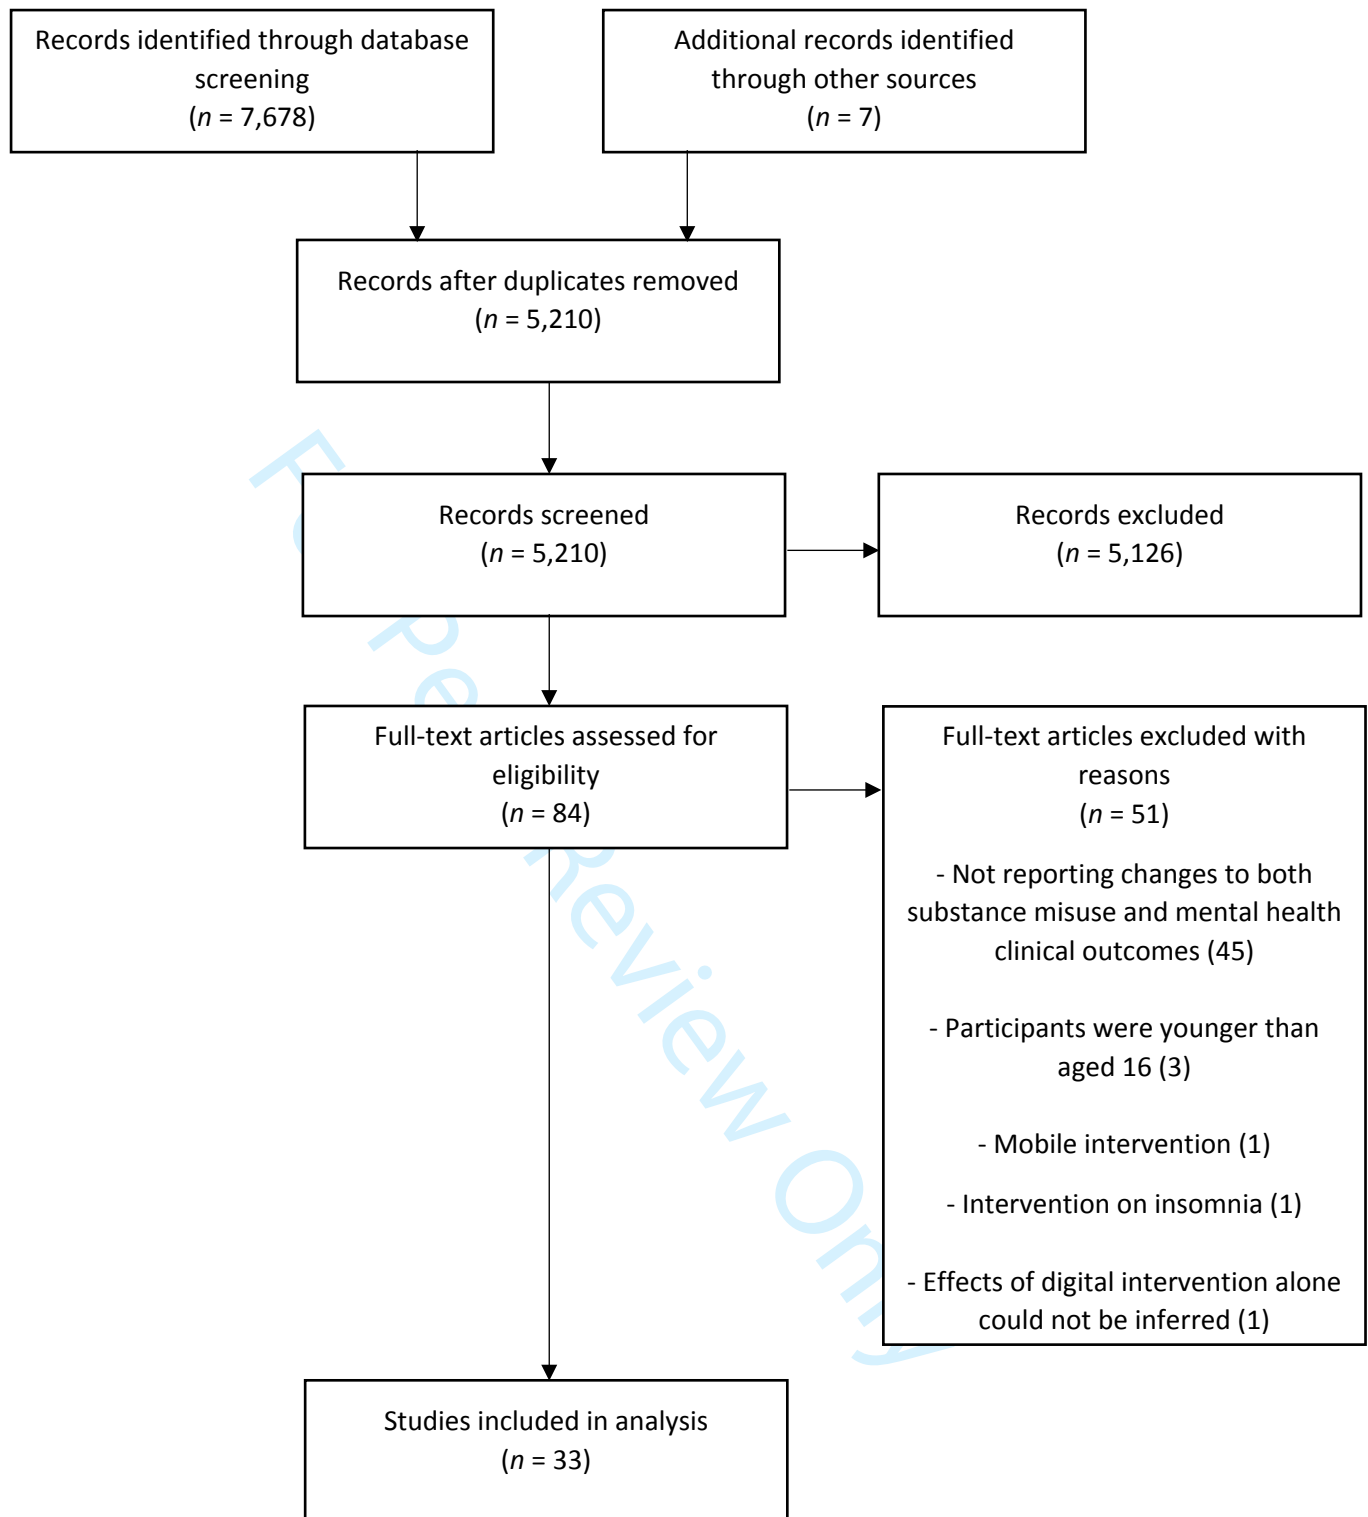 Records identified through database
screening
(n = 7,678)
Additional records identified
through other sources
(n = 7)
Records after duplicates removed
(n = 5,210)
Records screened
(n = 5,210)
Records excluded
(n = 5,126)
Full-text articles assessed for
eligibility
(n = 84)
Full-text articles excluded with
reasons
(n = 51)
- Not reporting changes to both
substance misuse and mental health
clinical outcomes (45)
- Participants were younger than
aged 16 (3)
- Mobile intervention (1)
- Intervention on insomnia (1)
- Effects of digital intervention alone
could not be inferred (1)
Studies included in analysis
(n = 33)
For Peer Review Only